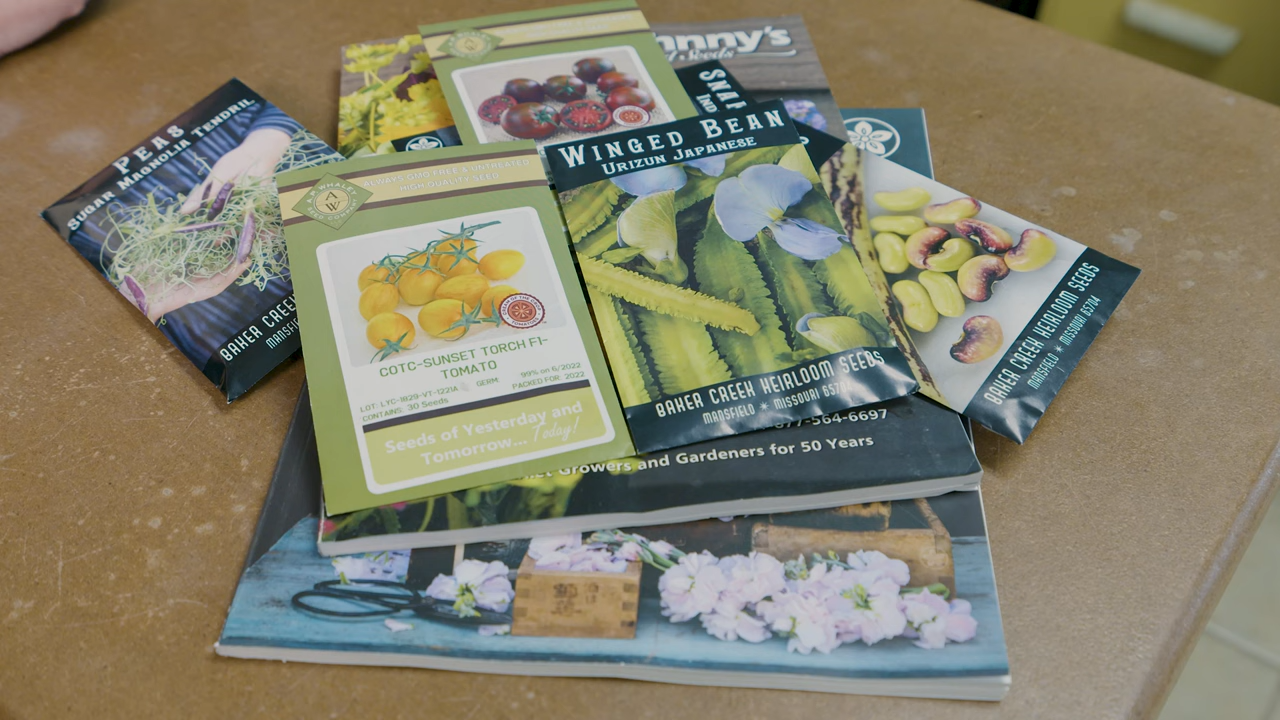 PEAS
SUGAR MAGNOLIA TENDRIL
BAKER CREEK
ALWAYS GMO FREE & UNTREATED
HIGH QUALITY SEED
COTC-SUNSET TORCH F1-
TOMATO
LOT: LYC-1829-VT-1221A GERM: 99% on 6/2022
CONTAINS: 30 Seeds PACKED FOR: 2022
Seeds of Yesterday and
Tomorrow... Today!
WINGED BEAN
URIZUN JAPANESE
BAKER CREEK HEIRLOOM SEEDS
MANSFIELD ✶ MISSOURI 65704
SNAP
BAKER CREEK HEIRLOOM SEEDS
MANSFIELD ✶ MISSOURI 65704
877-564-6697
Growers and Gardeners for 50 Years